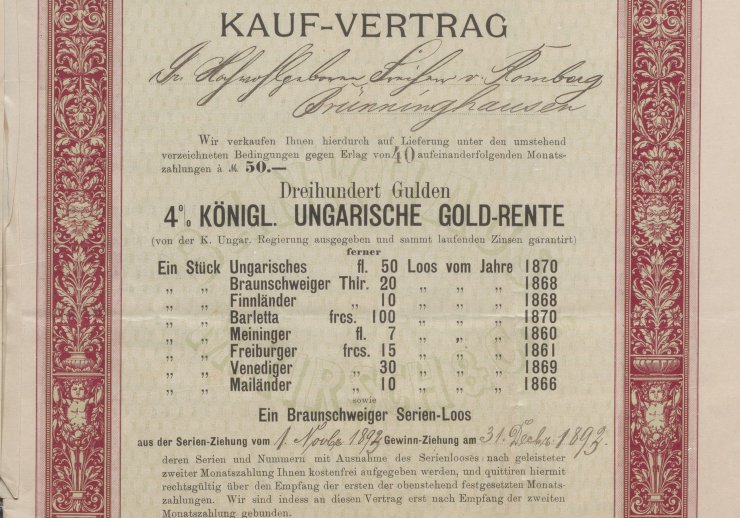 KAUF-VERTRAG
Sr. Hochwohlgeboren Freiherr v. Romberg
Brünninghausen
Wir verkaufen Ihnen hierdurch auf Lieferung unter den umstehend
verzeichneten Bedingungen gegen Erlag von 40 aufeinanderfolgenden Monats-
zahlungen à M. 50.—
Dreihundert Gulden
4% KÖNIGL. UNGARISCHE GOLD-RENTE
(von der K. Ungar. Regierung ausgegeben und sammt laufenden Zinsen garantirt)
ferner
Ein Stück Ungarisches fl. 50 Loos vom Jahre 1870
„ „ Braunschweiger Thlr. 20 „ „ „ 1868
„ „ Finnländer „ 10 „ „ „ 1868
„ „ Barletta frcs. 100 „ „ „ 1870
„ „ Meininger fl. 7 „ „ „ 1860
„ „ Freiburger frcs. 15 „ „ „ 1861
„ „ Venediger „ 30 „ „ „ 1869
„ „ Mailänder „ 10 „ „ „ 1866
sowie
Ein Braunschweiger Serien-Loos
aus der Serien-Ziehung vom 1. Novbr 1892 Gewinn-Ziehung am 31. Dezbr. 1892.
deren Serien und Nummern mit Ausnahme des Serienlooses nach geleisteter
zweiter Monatszahlung Ihnen kostenfrei aufgegeben werden, und quittiren hiermit
rechtsgültig über den Empfang der ersten der obenstehend festgesetzten Monats-
zahlungen. Wir sind indess an diesen Vertrag erst nach Empfang der zweiten
Monatszahlung gebunden.